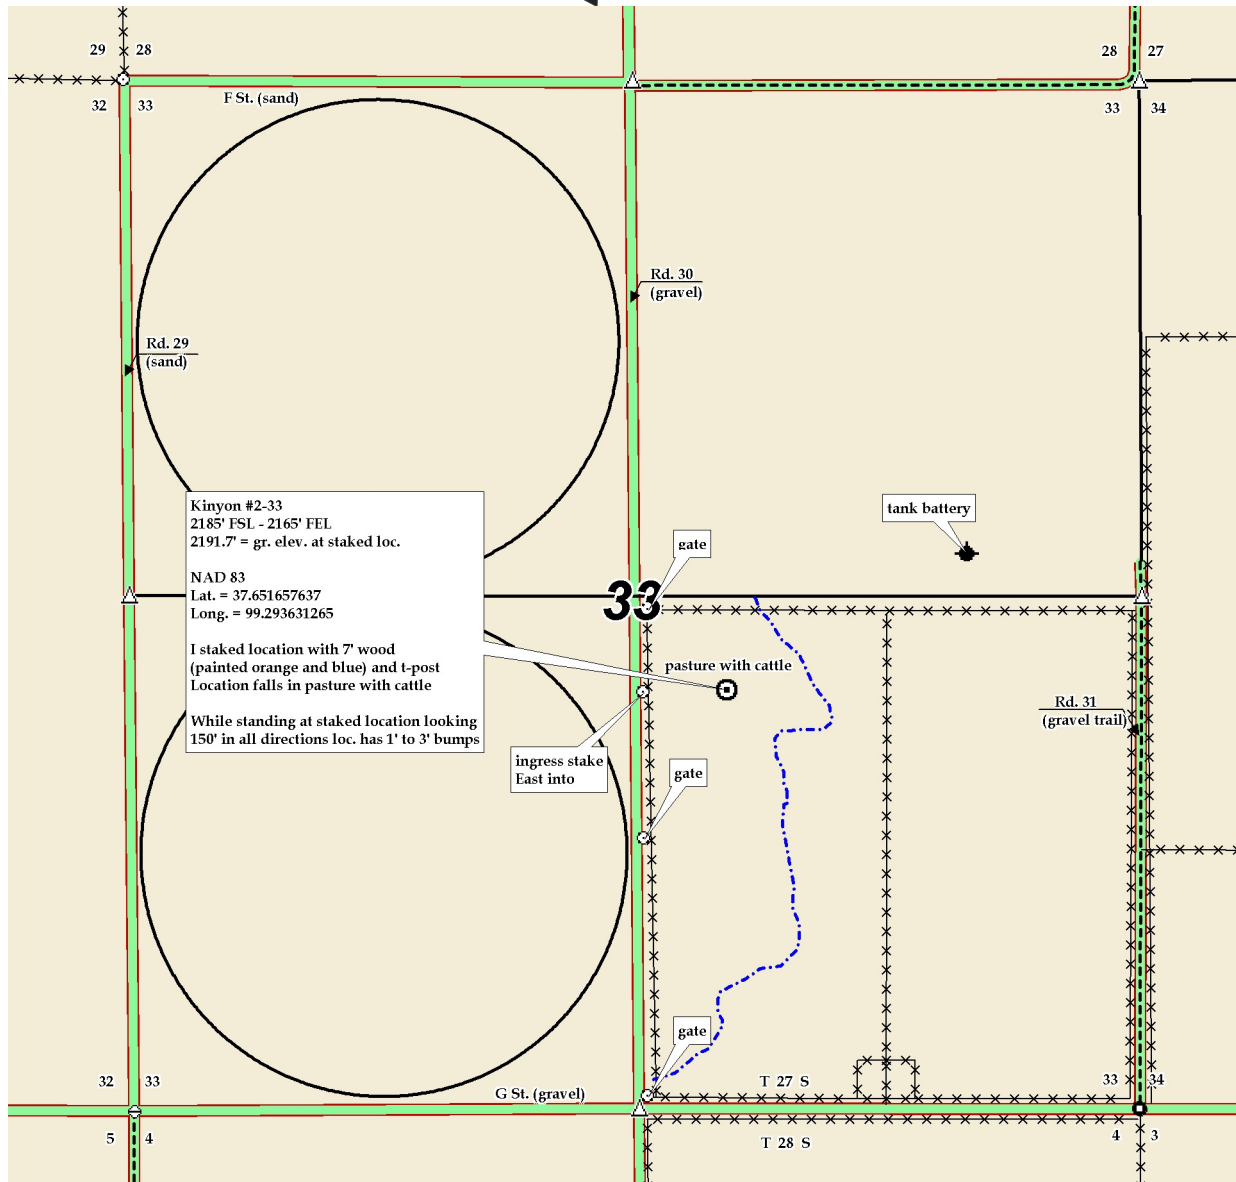 29
28
28
27
32
33
F St. (sand)
33
34
Rd. 30
(gravel)
Rd. 29
(sand)
Kinyon #2-33
2185' FSL - 2165' FEL
2191.7' = gr. elev. at staked loc.
NAD 83
Lat. = 37.651657637
Long. = 99.293631265
I staked location with 7' wood
(painted orange and blue) and t-post
Location falls in pasture with cattle
While standing at staked location looking
150' in all directions loc. has 1' to 3' bumps
tank battery
gate
33
pasture with cattle
Rd. 31
(gravel trail)
ingress stake
East into
gate
gate
32
33
G St. (gravel)
T 27 S
33
34
5
4
T 28 S
4
3